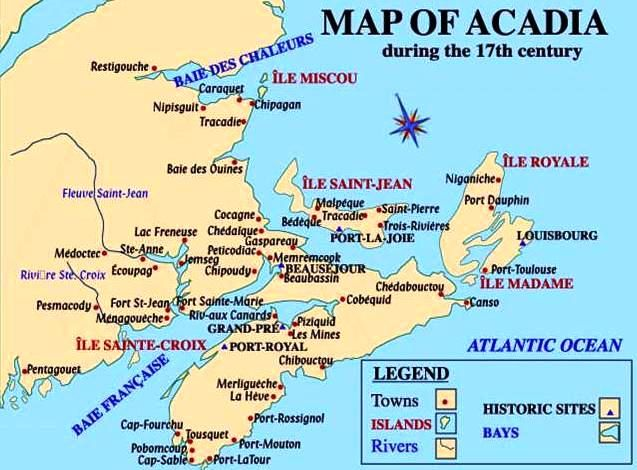 MAP OF ACADIA
during the 17th century
Restigouche
BAIE DES CHALEURS
ÎLE MISCOU
Caraquet
Nipisguit
Chipagan
Tracadie
Baie des Ouines
ÎLE ROYALE
Niganiche
Port Dauphin
Fleuve Saint-Jean
ÎLE SAINT-JEAN
Malpéque
Bédèque
Tracadie
Saint-Pierre
Trois-Rivières
PORT-LA-JOIE
LOUISBOURG
Cocagne
Chédaïque
Gaspareau
Lac Freneuse
Ste-Anne
Médoctec
Écoupag
Jemseg
Peticodiac
Memremcook
Chipoudy
BEAUSÉJOUR
Beaubassin
Port-Toulouse
ÎLE MADAME
Rivi re Ste. Croix
Chédabouctou
Canso
Pesmacody
Fort St-Jean
Fort Sainte-Marie
Cobéquid
Ménagouèche
Riv-aux Canards
GRAND-PRÉ
Piziquid
Les Mines
ÎLE SAINTE-CROIX
PORT-ROYAL
Chibouctou
ATLANTIC OCEAN
Pentagouet
BAIE FRANÇAISE
Merligueche
La Hève
Port-Rossignol
Cap-Fourchu
Tousquet
Port-Mouton
Pobomcoup
Cap-Sable
Port-LaTour
LEGEND
Towns
ISLANDS
Rivers
HISTORIC SITES
BAYS